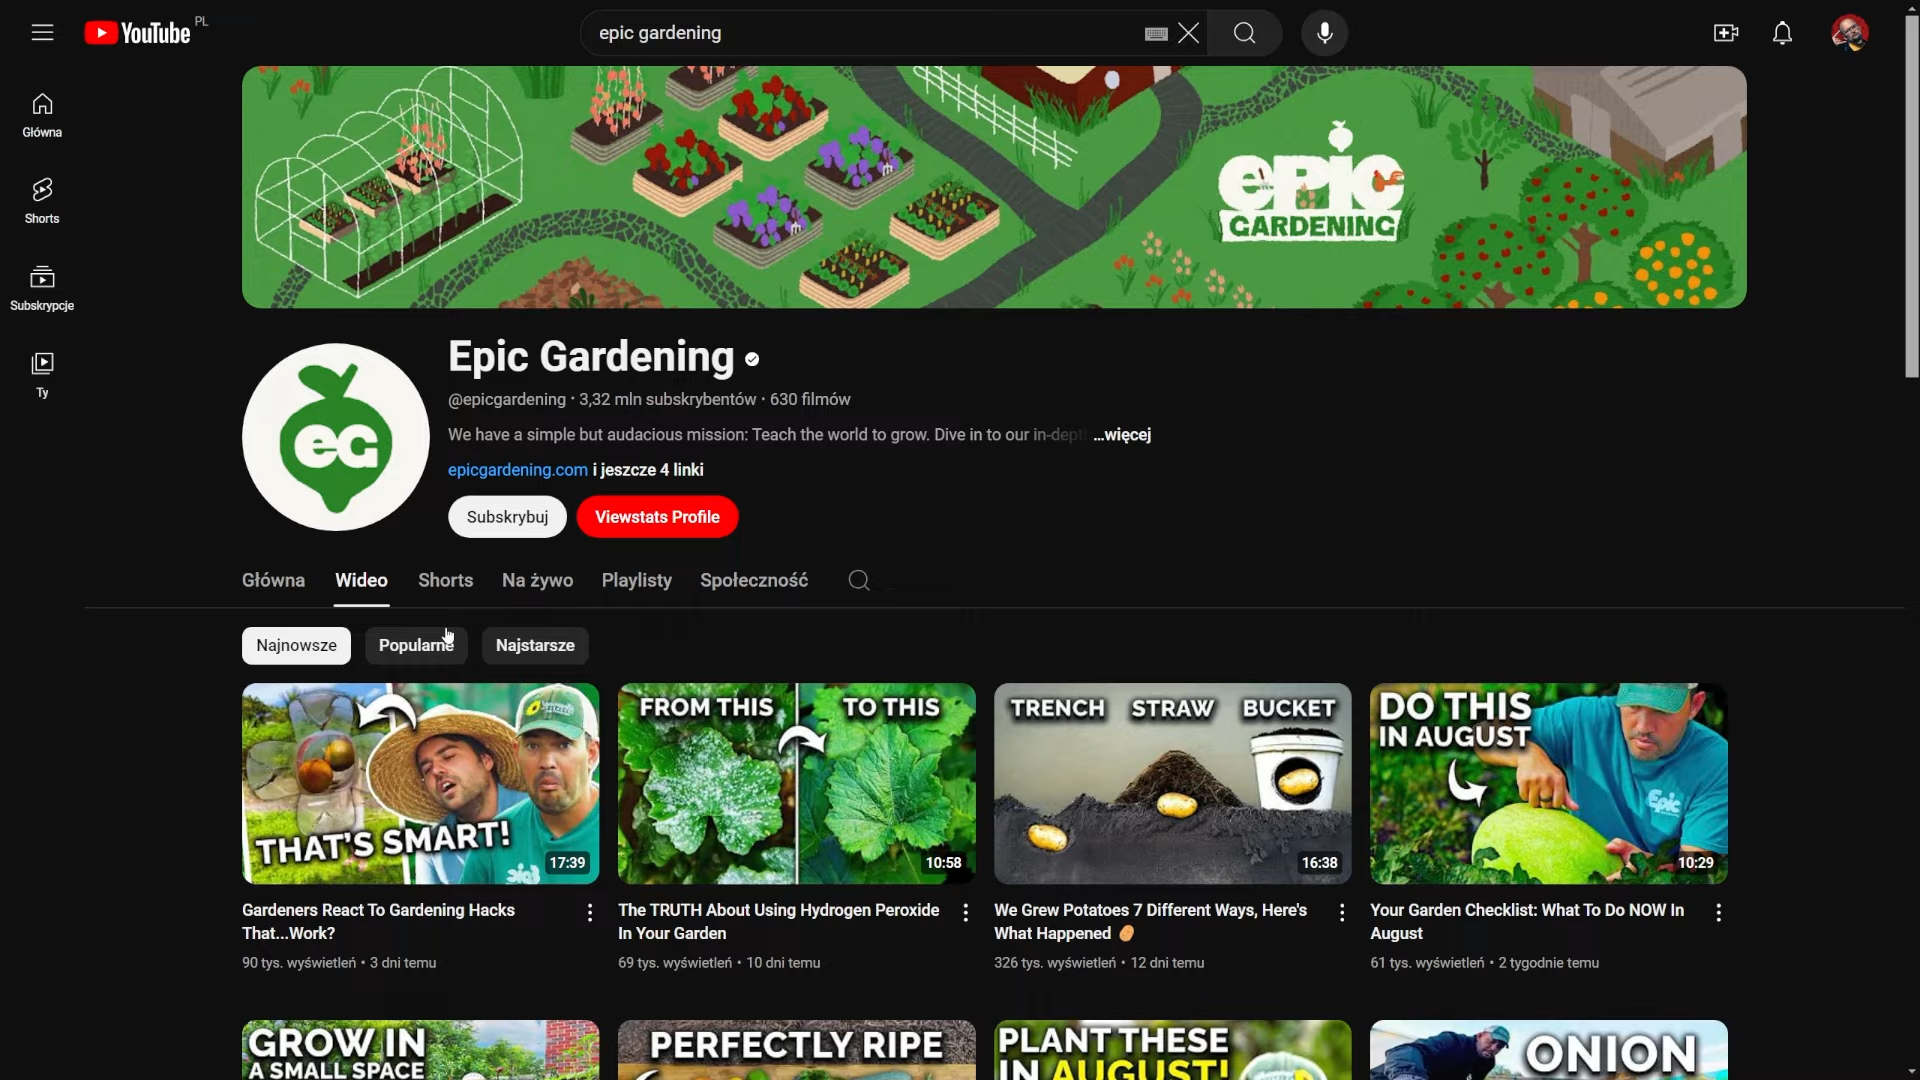 YouTube PL
epic gardening
Główna
Shorts
Subskrypcje
Ty
epic
GARDENING
eG
Epic Gardening
@epicgardening • 3,32 mln subskrybentów • 630 filmów
We have a simple but audacious mission: Teach the world to grow. Dive in to our in-dept ...więcej
epicgardening.com i jeszcze 4 linki
Subskrybuj
Viewstats Profile
Główna Wideo Shorts Na żywo Playlisty Społeczność
Najnowsze Popularne Najstarsze
THAT'S SMART!
epic
17:39
FROM THIS TO THIS
10:58
TRENCH STRAW BUCKET
16:38
DO THIS
IN AUGUST
Epic
10:29
Gardeners React To Gardening Hacks
That...Work?
90 tys. wyświetleń • 3 dni temu
The TRUTH About Using Hydrogen Peroxide
In Your Garden
69 tys. wyświetleń • 10 dni temu
We Grew Potatoes 7 Different Ways, Here's
What Happened 🥔
326 tys. wyświetleń • 12 dni temu
Your Garden Checklist: What To Do NOW In
August
61 tys. wyświetleń • 2 tygodnie temu
GROW IN
A SMALL SPACE
PERFECTLY RIPE
PLANT THESE
IN AUGUST!
ONION